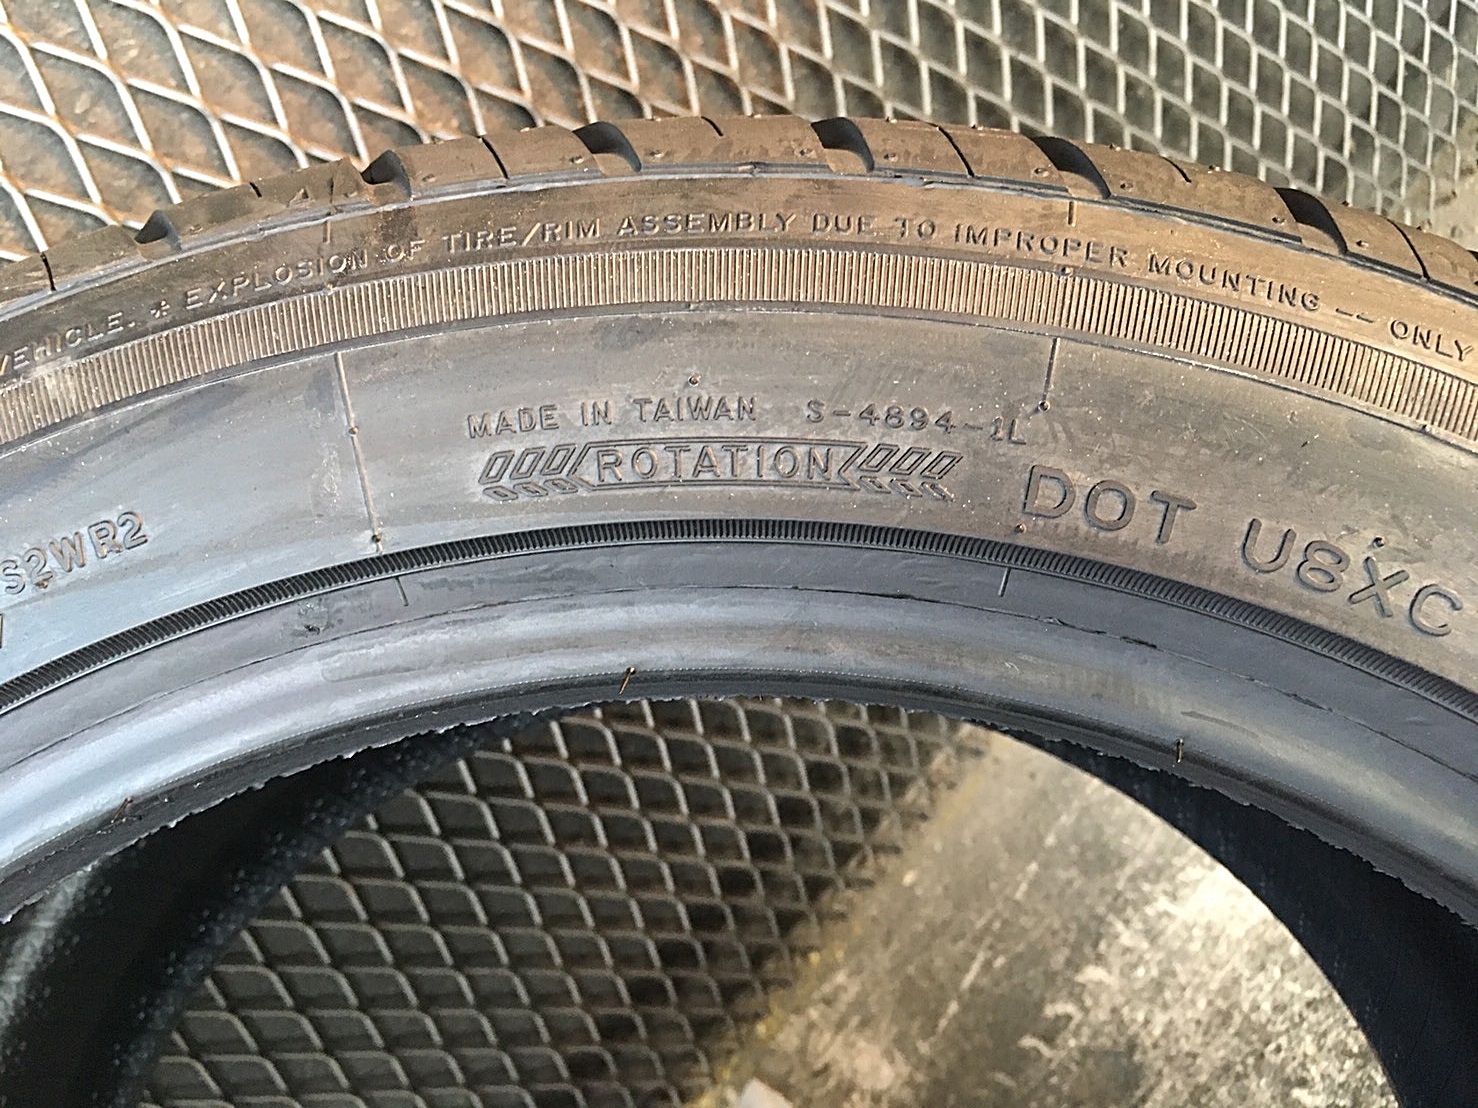 VEHICLE. * EXPLOSION OF TIRE/RIM ASSEMBLY DUE TO IMPROPER MOUNTING -- ONLY
MADE IN TAIWAN S-4894-1L
ROTATION
DOT U8XC
S2WR2